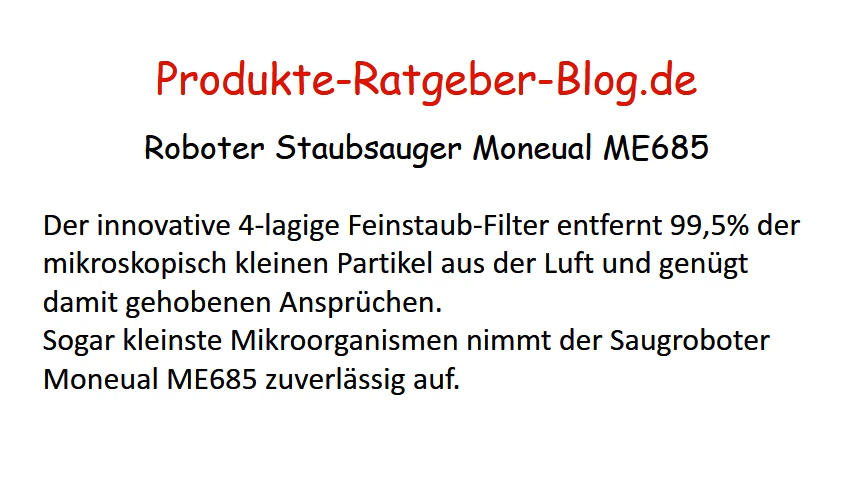 Produkte-Ratgeber-Blog.de
Roboter Staubsauger Moneual ME685
Der innovative 4-lagige Feinstaub-Filter entfernt 99,5% der
mikroskopisch kleinen Partikel aus der Luft und genügt
damit gehobenen Ansprüchen.
Sogar kleinste Mikroorganismen nimmt der Saugroboter
Moneual ME685 zuverlässig auf.